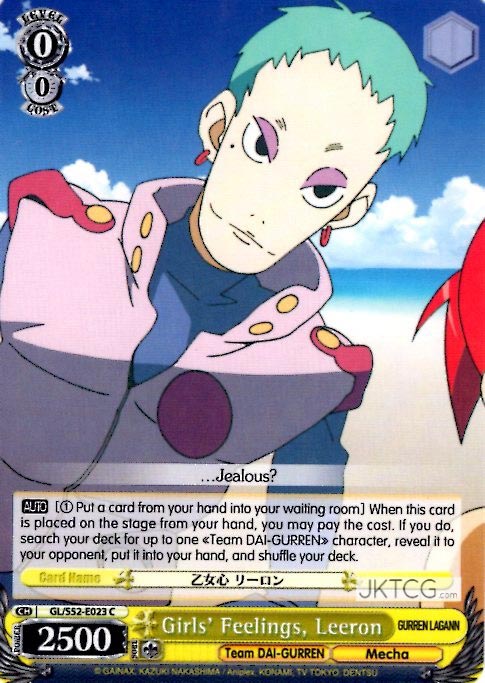 LEVEL
0
0
COST
…Jealous?
AUTO [① Put a card from your hand into your waiting room] When this card
is placed on the stage from your hand, you may pay the cost. If you do,
search your deck for up to one «Team DAI-GURREN» character, reveal it to
your opponent, put it into your hand, and shuffle your deck.
Card Name 乙女心 リーロン
JKTCG.com
CH GL/S52-E023 C
POWER 2500 SOUL
Girls' Feelings, Leeron GURREN LAGANN
Team DAI-GURREN Mecha
© GAINAX, KAZUKI NAKASHIMA / Aniplex, KONAMI, TV TOKYO, DENTSU